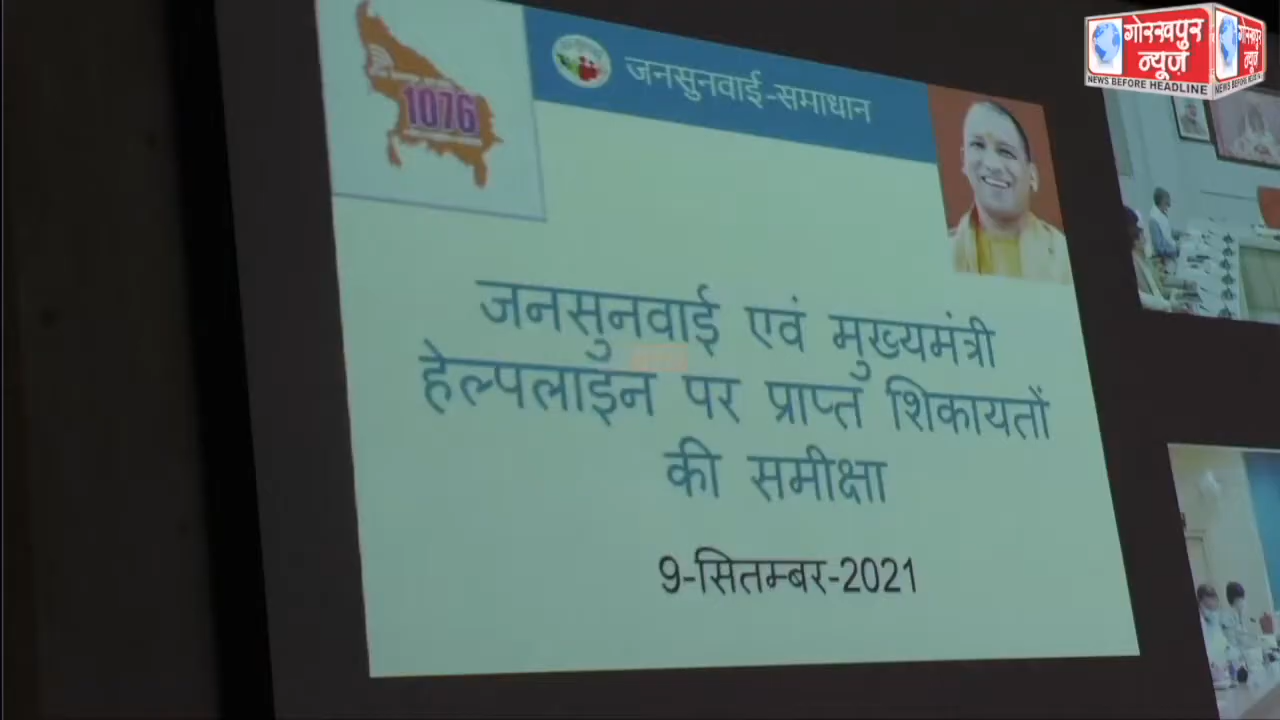 गोरखपुर
न्यूज़
NEWS BEFORE HEADLINE
गोरखपुर
न्यूज़
1076
जनसुनवाई-समाधान
जनसुनवाई एवं मुख्यमंत्री
हेल्पलाइन पर प्राप्त शिकायतों
की समीक्षा
9-सितम्बर-2021